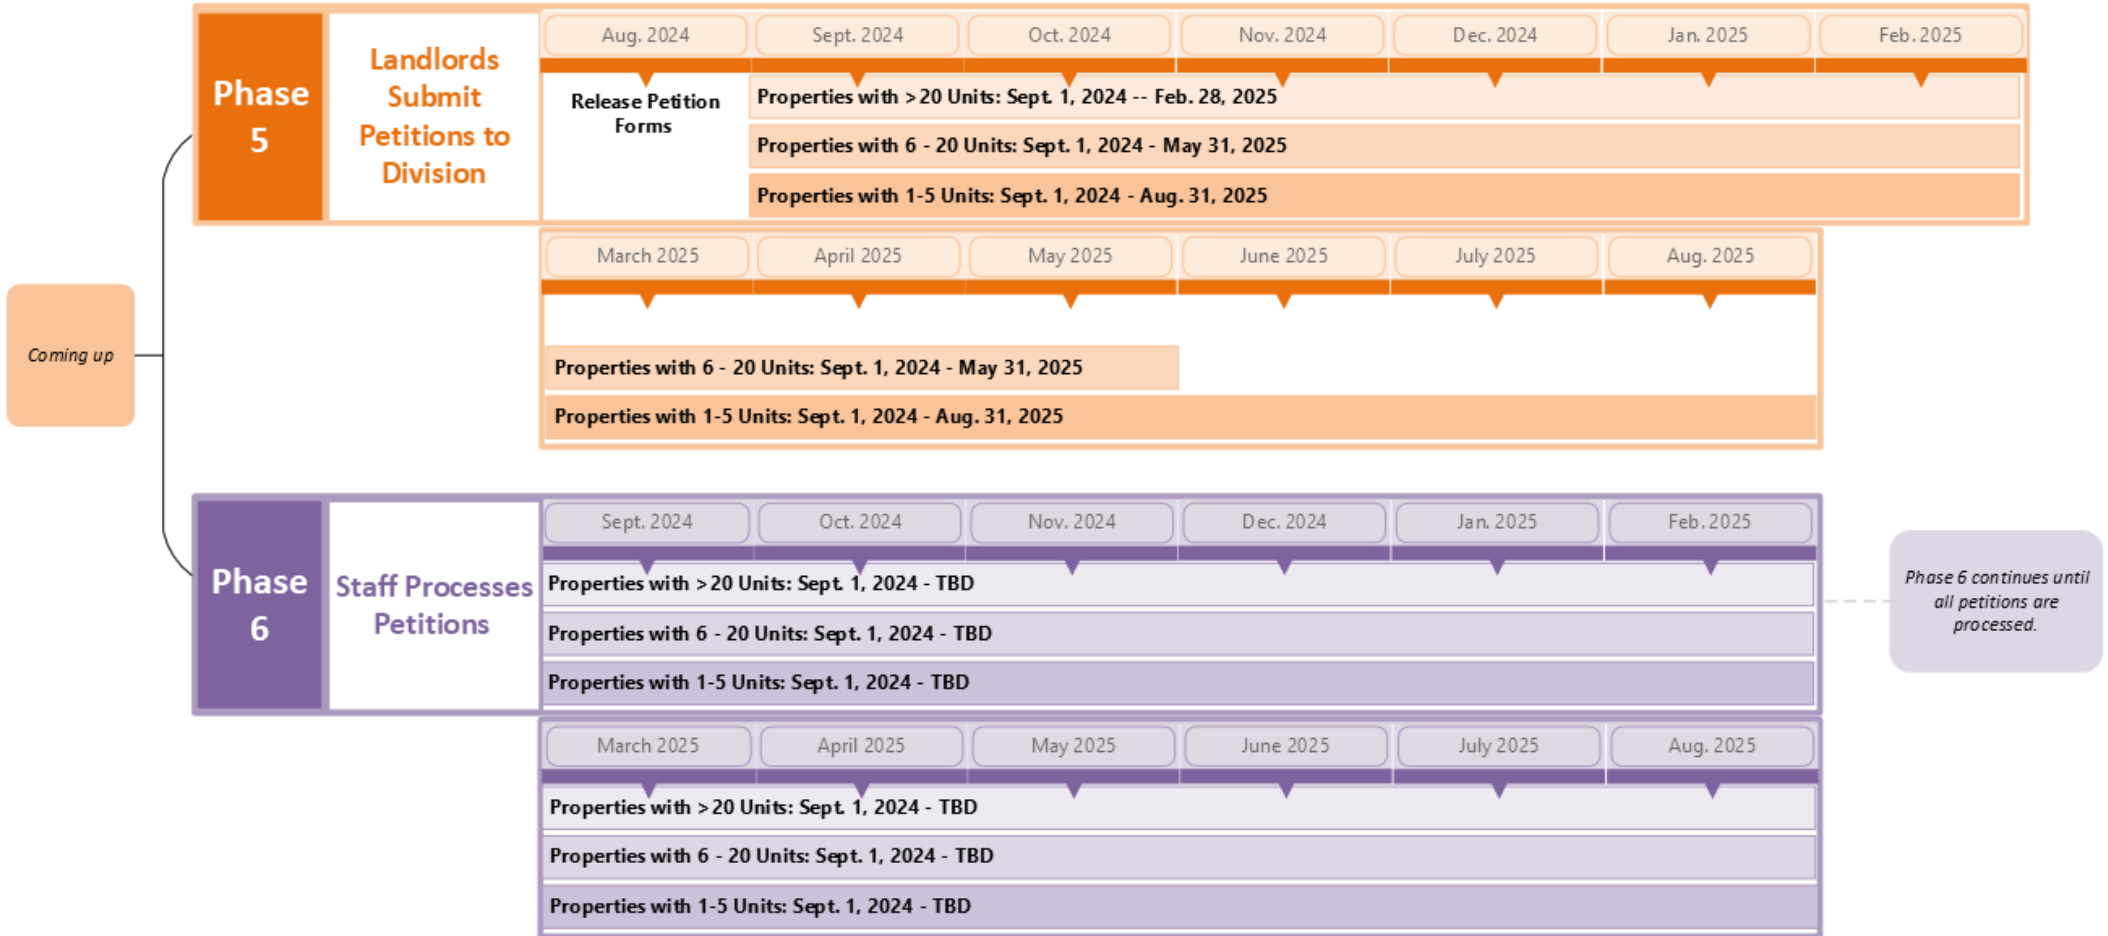 Coming up
Phase
5
Landlords
Submit
Petitions to
Division
Aug. 2024
Sept. 2024
Oct. 2024
Nov. 2024
Dec. 2024
Jan. 2025
Feb. 2025
Release Petition
Forms
Properties with >20 Units: Sept. 1, 2024 -- Feb. 28, 2025
Properties with 6 - 20 Units: Sept. 1, 2024 - May 31, 2025
Properties with 1-5 Units: Sept. 1, 2024 - Aug. 31, 2025
March 2025
April 2025
May 2025
June 2025
July 2025
Aug. 2025
Properties with 6 - 20 Units: Sept. 1, 2024 - May 31, 2025
Properties with 1-5 Units: Sept. 1, 2024 - Aug. 31, 2025
Phase
6
Staff Processes
Petitions
Sept. 2024
Oct. 2024
Nov. 2024
Dec. 2024
Jan. 2025
Feb. 2025
Properties with >20 Units: Sept. 1, 2024 - TBD
Properties with 6 - 20 Units: Sept. 1, 2024 - TBD
Properties with 1-5 Units: Sept. 1, 2024 - TBD
Phase 6 continues until
all petitions are
processed.
March 2025
April 2025
May 2025
June 2025
July 2025
Aug. 2025
Properties with >20 Units: Sept. 1, 2024 - TBD
Properties with 6 - 20 Units: Sept. 1, 2024 - TBD
Properties with 1-5 Units: Sept. 1, 2024 - TBD